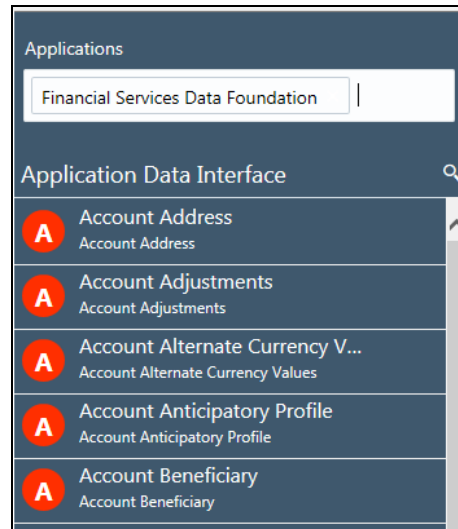 Applications
Financial Services Data Foundation
Application Data Interface
A
Account Address
Account Address
A
Account Adjustments
Account Adjustments
A
Account Alternate Currency V...
Account Alternate Currency Values
A
Account Anticipatory Profile
Account Anticipatory Profile
A
Account Beneficiary
Account Beneficiary